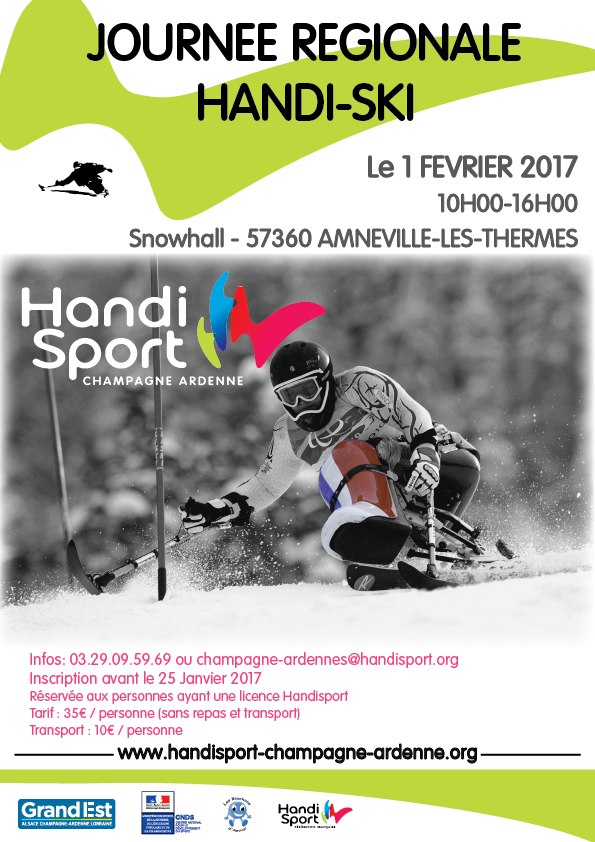 JOURNEE REGIONALE
HANDI-SKI
Le 1 FEVRIER 2017
10H00-16H00
Snowhall - 57360 AMNEVILLE-LES-THERMES
Handi
Sport
CHAMPAGNE ARDENNE
Infos: 03.29.09.59.69 ou champagne-ardennes@handisport.org
Inscription avant le 25 Janvier 2017
Réservée aux personnes ayant une licence Handisport
Tarif : 35€ / personne (sans repas et transport)
Transport : 10€ / personne
www.handisport-champagne-ardenne.org
GrandEst
ALSACE CHAMPAGNE-ARDENNE LORRAINE
CNDS
Handi
Sport